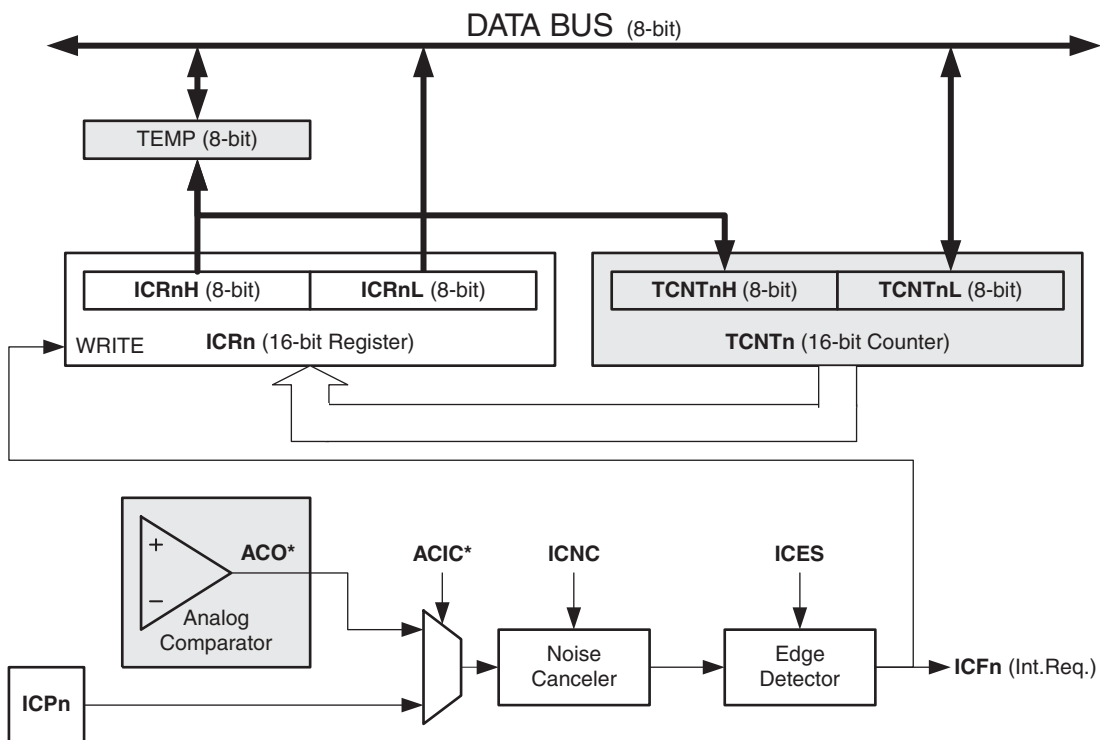 DATA BUS (8-bit)
TEMP (8-bit)
ICRnH (8-bit)
ICRnL (8-bit)
TCNTnH (8-bit)
TCNTnL (8-bit)
WRITE
ICRn (16-bit Register)
TCNTn (16-bit Counter)
+
−
ACO*
Analog
Comparator
ACIC*
ICNC
ICES
Noise
Canceler
Edge
Detector
ICFn (Int.Req.)
ICPn